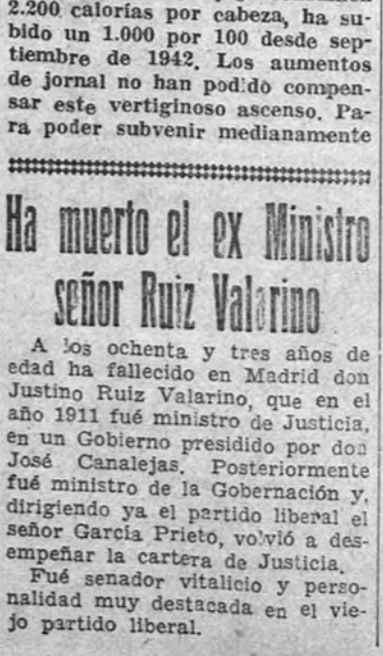 2.200 calorías por cabeza, ha su-
bido un 1.000 por 100 desde sep-
tiembre de 1942. Los aumentos
de jornal no han podido compen-
sar este vertiginoso ascenso. Pa-
ra poder subvenir medianamente
Ha muerto el ex Ministro
señor Ruiz Valarino
A los ochenta y tres años de
edad ha fallecido en Madrid don
Justino Ruiz Valarino, que en el
año 1911 fué ministro de Justicia,
en un Gobierno presidido por don
José Canalejas. Posteriormente
fué ministro de la Gobernación y,
dirigiendo ya el partido liberal el
señor García Prieto, volvió a des-
empeñar la cartera de Justicia.
Fué senador vitalicio y perso-
nalidad muy destacada en el vie-
jo partido liberal.